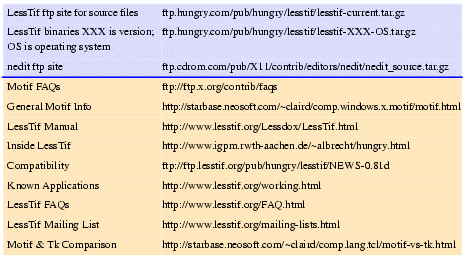 LessTif ftp site for source files ftp.hungry.com/pub/hungry/lesstif/lesstif-current.tar.gz
LessTif binaries XXX is version; ftp.hungry.com/pub/hungry/lesstif/lesstif-XXX-OS.tar.gz
OS is operating system
nedit ftp site ftp.cdrom.com/pub/X11/contrib/editors/nedit/nedit_source.tar.gz
Motif FAQs ftp://ftp.x.org/contrib/faqs
General Motif Info http://starbase.neosoft.com/~claird/comp.windows.x.motif/motif.html
LessTif Manual http://www.lesstif.org/Lessdox/LessTif.html
Inside LessTif http://www.igpm.rwth-aachen.de/~albrecht/hungry.html
Compatibility ftp://ftp.lesstif.org/pub/hungry/lesstif/NEWS-0.81d
Known Applications http://www.lesstif.org/working.html
LessTif FAQs http://www.lesstif.org/FAQ.html
LessTif Mailing List http://www.lesstif.org/mailing-lists.html
Motif & Tk Comparison http://starbase.neosoft.com/~claird/comp.lang.tcl/motif-vs-tk.html